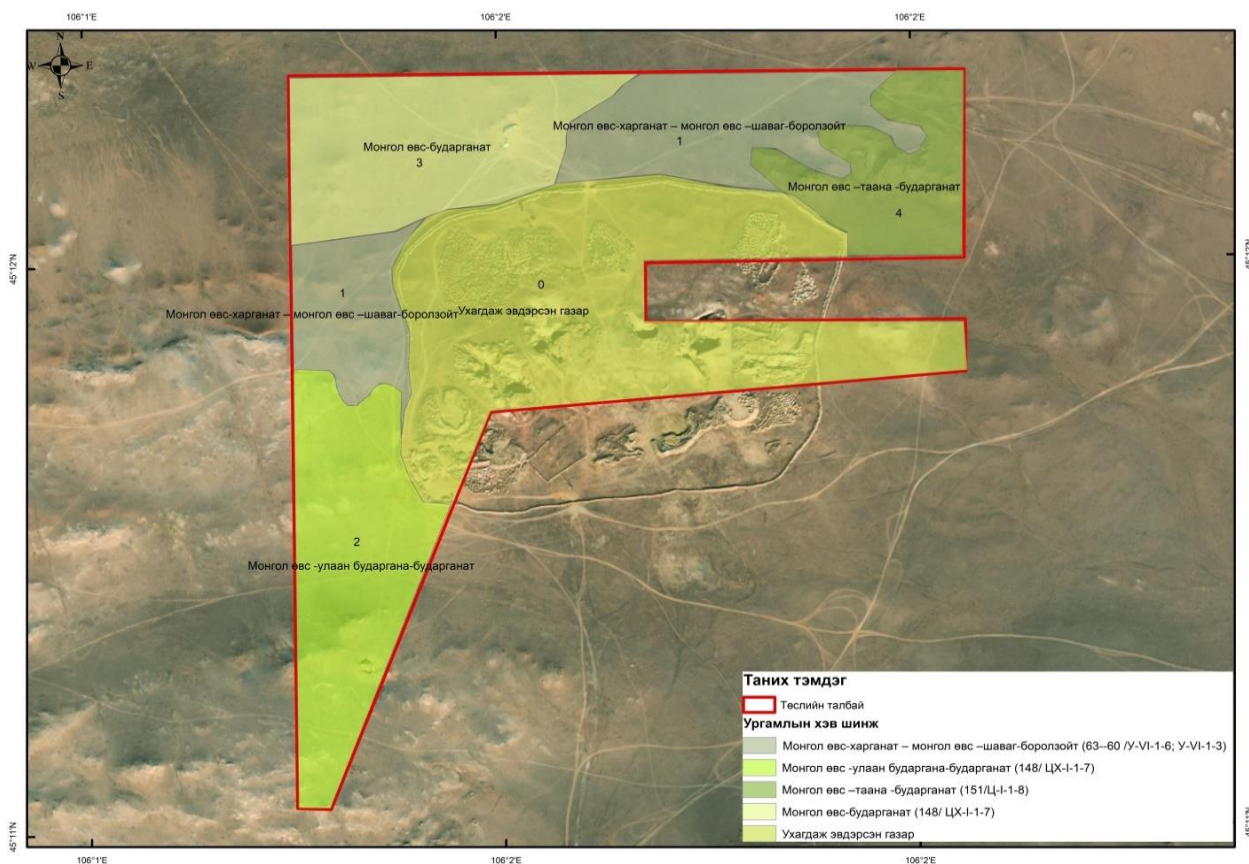 106°1'E
106°2'E
106°2'E
N
W E
S
Монгол өвс-харганат – монгол өвс –шаваг-боролзойт
1
Монгол өвс-бударганат
3
Монгол өвс –таана -бударганат
4
45°12'N
45°12'N
0
1
Монгол өвс-харганат – монгол өвс –шаваг-боролзойт
Ухагдаж эвдэрсэн газар
2
Монгол өвс -улаан бударгана-бударганат
Таних тэмдэг
Төслийн талбай
Ургамлын хэв шинж
Монгол өвс-харганат – монгол өвс –шаваг-боролзойт (63--60 /У-VI-1-6; У-VI-1-3)
Монгол өвс -улаан бударгана-бударганат (148/ ЦХ-I-1-7)
Монгол өвс –таана -бударганат (151/Ц-I-1-8)
Монгол өвс-бударганат (148/ ЦХ-I-1-7)
Ухагдаж эвдэрсэн газар
45°11'N
45°11'N
106°1'E
106°2'E
106°2'E